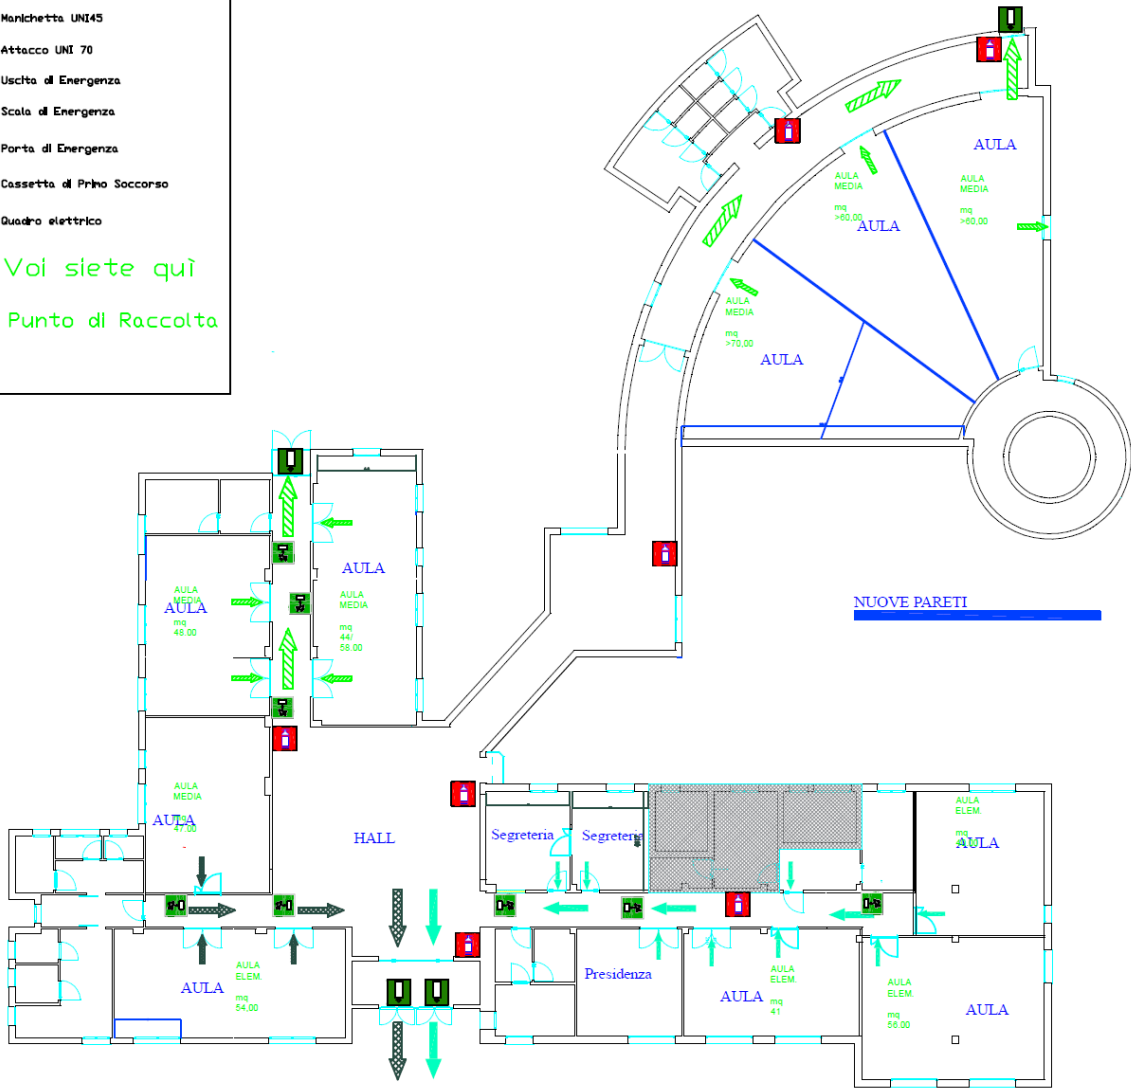 Manichetta UNI45
Attacco UNI 70
Uscita di Emergenza
Scala di Emergenza
Porta di Emergenza
Cassetta di Primo Soccorso
Quadro elettrico
Voi siete quì
Punto di Raccolta
AULA
AULA
MEDIA
mq
>60,00
AULA
MEDIA
mq
>60,00
AULA
AULA
MEDIA
mq
>70,00
AULA
NUOVE PARETI
AULA
AULA
MEDIA
mq
44/
58.00
AULA
MEDIA
AULA
mq
48.00
AULA
MEDIA
AULA
47.00
HALL
Segreteria
Segreteria
AULA
ELEM.
mq
AULA
AULA
AULA
ELEM.
mq
54,00
Presidenza
AULA
AULA
ELEM.
mq
41
AULA
ELEM.
mq
56.00
AULA